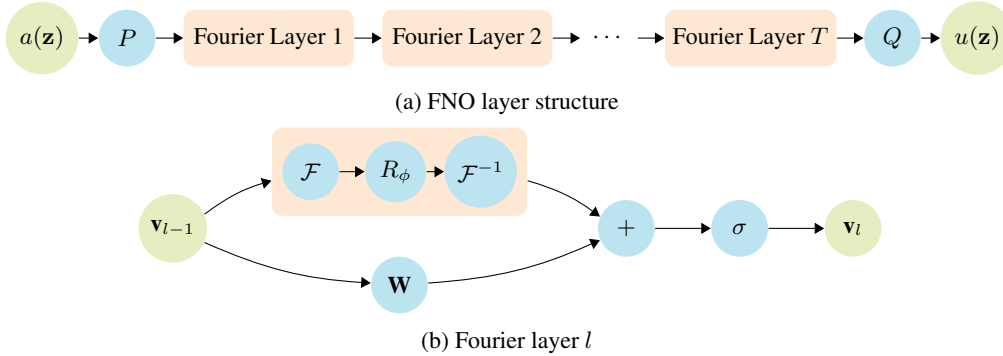 a(𝐳) P Fourier Layer 1 Fourier Layer 2 ··· Fourier Layer T Q u(𝐳)
(a) FNO layer structure
ℱ R_ϕ ℱ⁻¹
𝐯_{l−1} + σ 𝐯_l
𝐖
(b) Fourier layer l